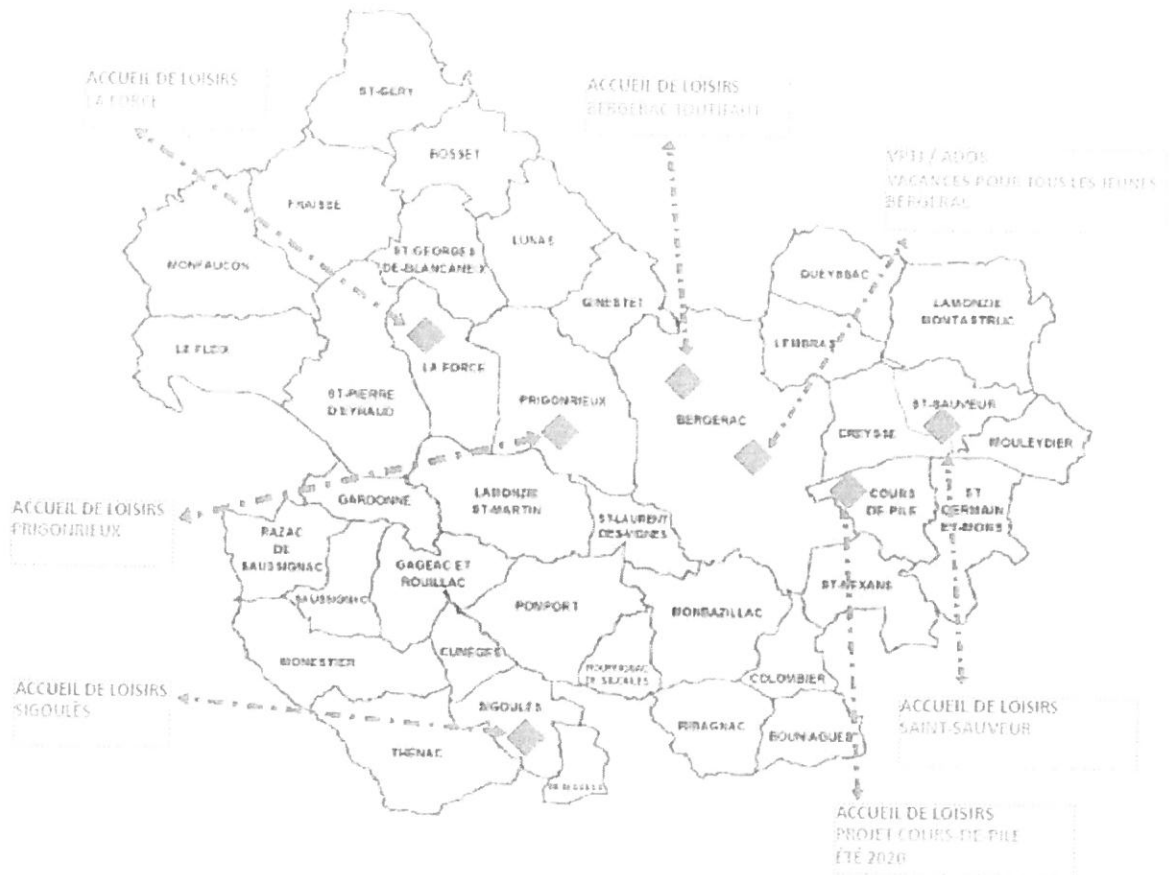 ACCUEIL DE LOISIRS
LA FORCE
ACCUEIL DE LOISIRS
BERGERAC TOUTIFAUT
VPTJ / ADOS
VACANCES POUR TOUS LES JEUNES
BERGERAC
ST-GERY
BOSSET
FRAISSE
ST-GEORGES
DE-BLANCANEIX
LUNAS
MONFAUCON
GINESTET
QUEYSSAC
LAMONZIE
MONTASTRUC
LE FLEIX
LEMBRAS
LA FORCE
ST-PIERRE
D'EYRAUD
PRIGONRIEUX
BERGERAC
ST-SAUVEUR
CREYSSE
MOULEYDIER
ACCUEIL DE LOISIRS
PRIGONRIEUX
GARDONNE
LAMONZIE
ST-MARTIN
COURS
DE PILE
ST
GERMAIN
ET-MONS
RAZAC
DE
SAUSSIGNAC
ST-LAURENT
DES-VIGNES
GAGEAC ET
ROUILLAC
ST-NEXANS
SAUSSIGNAC
POMPORT
MONBAZILLAC
MONESTIER
CUNEGES
ROUFFIGNAC
DE SIGOULES
COLOMBIER
ACCUEIL DE LOISIRS
SIGOULÈS
SIGOULES
RIBAGNAC
BOUNIAGUES
THENAC
ACCUEIL DE LOISIRS
SAINT-SAUVEUR
ACCUEIL DE LOISIRS
PROJET COURS-DE-PILE
ÉTÉ 2020